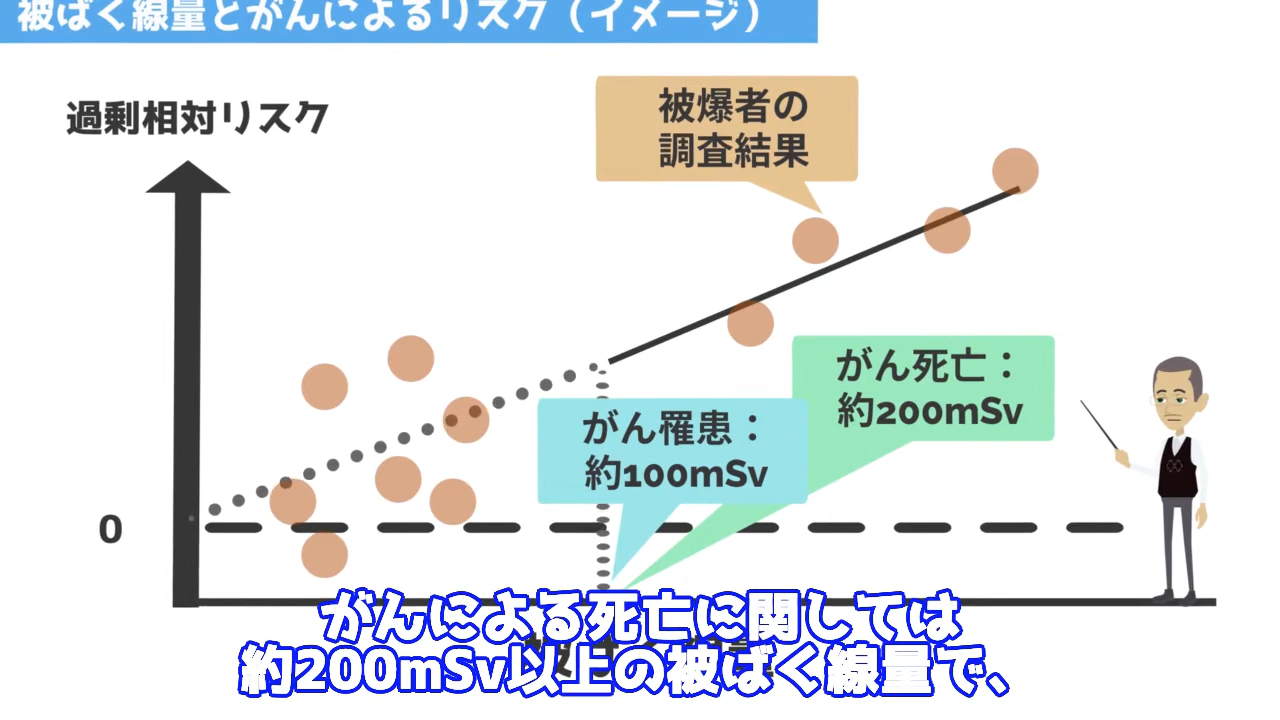 被ばく線量とがんによるリスク（イメージ）
過剰相対リスク
被爆者の
調査結果
がん死亡：
約200mSv
がん罹患：
約100mSv
0
がんによる死亡に関しては
約200mSv以上の被ばく線量で、